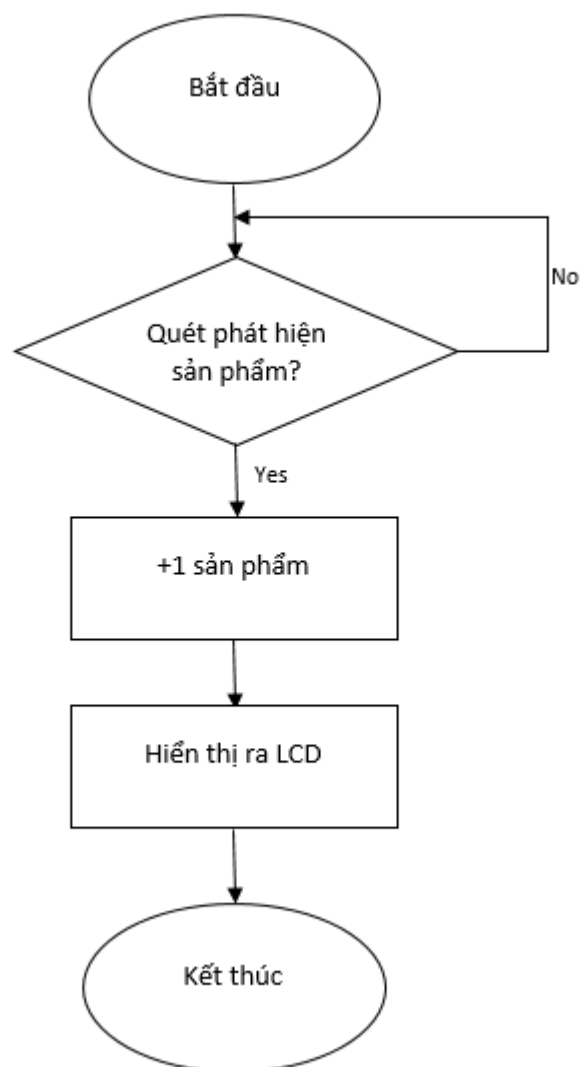 Bắt đầu
No
Quét phát hiện
sản phẩm?
Yes
+1 sản phẩm
Hiển thị ra LCD
Kết thúc